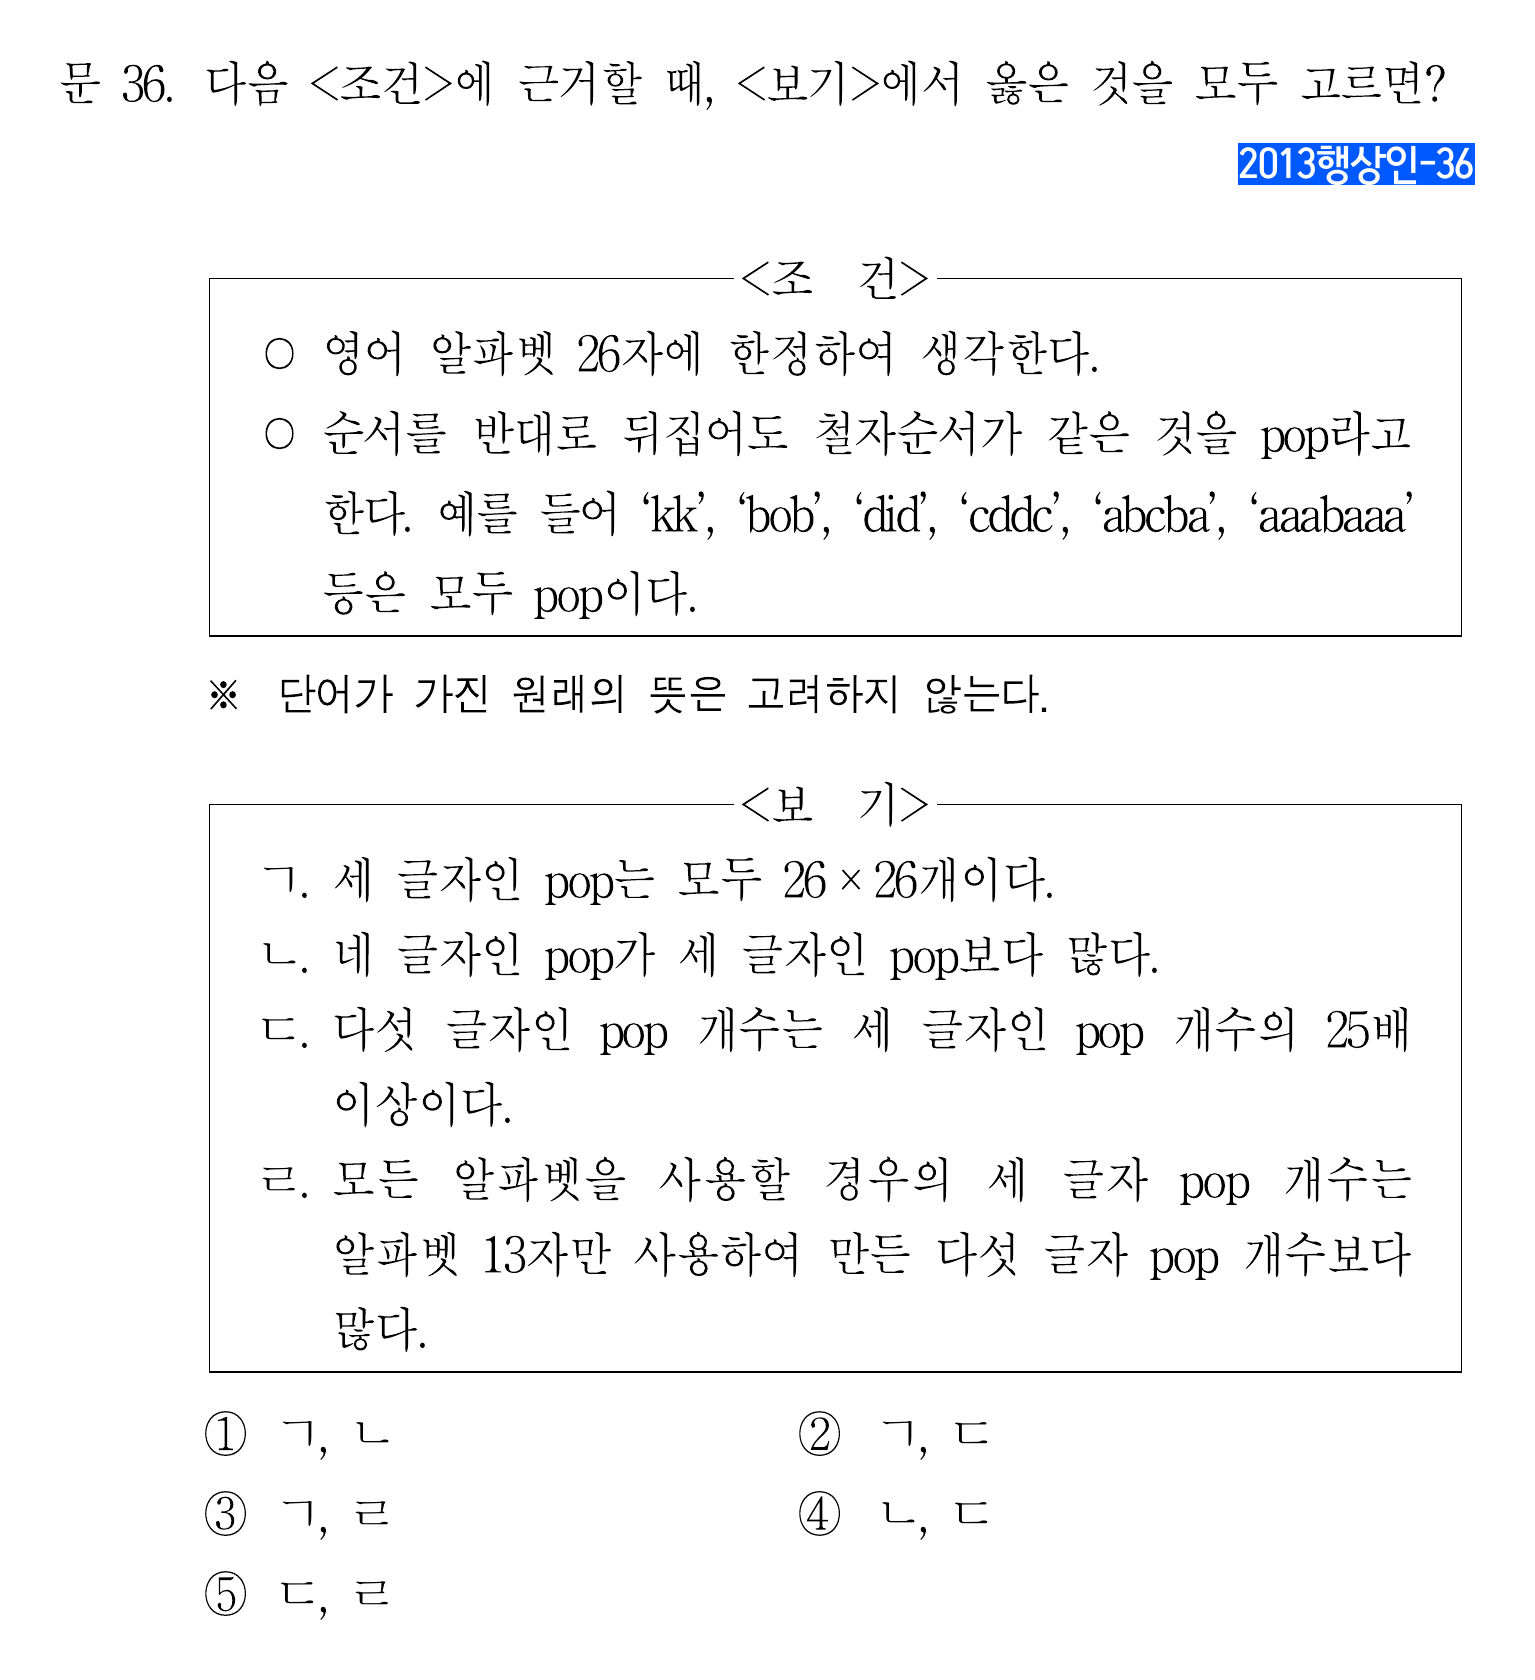 문 36. 다음 <조건>에 근거할 때, <보기>에서 옳은 것을 모두 고르면?
2013행상인-36
<조 건>
○ 영어 알파벳 26자에 한정하여 생각한다.
○ 순서를 반대로 뒤집어도 철자순서가 같은 것을 pop라고
한다. 예를 들어 ‘kk’, ‘bob’, ‘did’, ‘cddc’, ‘abcba’, ‘aaabaaa’
등은 모두 pop이다.
※ 단어가 가진 원래의 뜻은 고려하지 않는다.
<보 기>
ㄱ. 세 글자인 pop는 모두 26×26개이다.
ㄴ. 네 글자인 pop가 세 글자인 pop보다 많다.
ㄷ. 다섯 글자인 pop 개수는 세 글자인 pop 개수의 25배
이상이다.
ㄹ. 모든 알파벳을 사용할 경우의 세 글자 pop 개수는
알파벳 13자만 사용하여 만든 다섯 글자 pop 개수보다
많다.
① ㄱ, ㄴ ② ㄱ, ㄷ
③ ㄱ, ㄹ ④ ㄴ, ㄷ
⑤ ㄷ, ㄹ